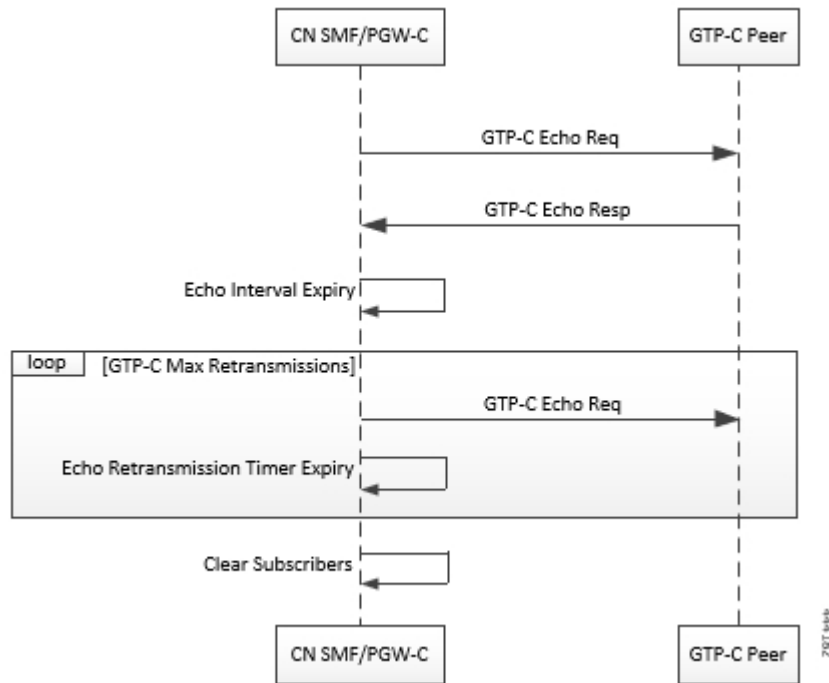 CN SMF/PGW-C
GTP-C Peer
GTP-C Echo Req
GTP-C Echo Resp
Echo Interval Expiry
loop
[GTP-C Max Retransmissions]
GTP-C Echo Req
Echo Retransmission Timer Expiry
Clear Subscribers
CN SMF/PGW-C
GTP-C Peer